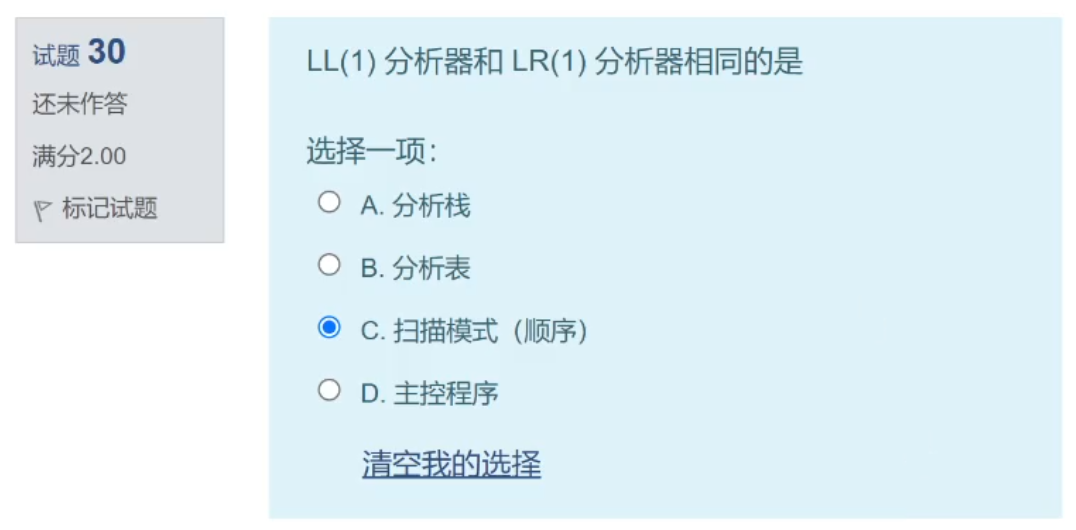 试题 30
还未作答
满分2.00
标记试题
LL(1) 分析器和 LR(1) 分析器相同的是
选择一项：
A. 分析栈
B. 分析表
C. 扫描模式（顺序）
D. 主控程序
清空我的选择